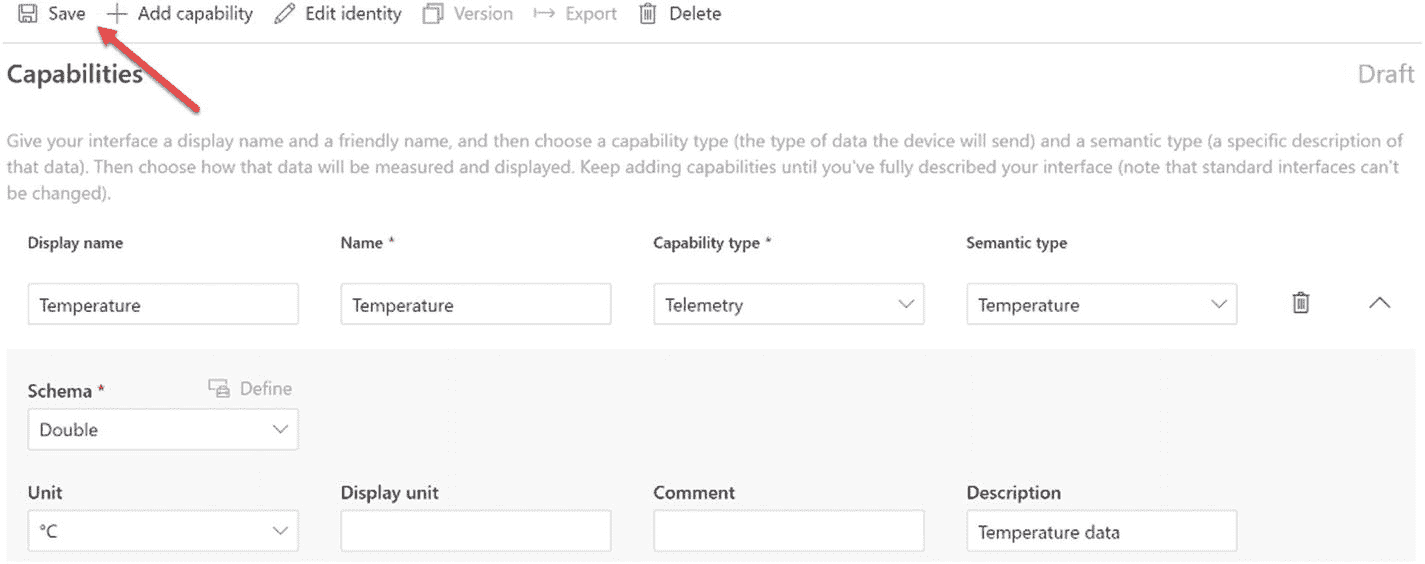 Save Add capability Edit identity Version Export Delete
Capabilities Draft
Give your interface a display name and a friendly name, and then choose a capability type (the type of data the device will send) and a semantic type (a specific description of
that data). Then choose how that data will be measured and displayed. Keep adding capabilities until you've fully described your interface (note that standard interfaces can't
be changed).
Display name Name * Capability type * Semantic type
Temperature Temperature Telemetry Temperature
Schema * Define
Double
Unit Display unit Comment Description
°C Temperature data